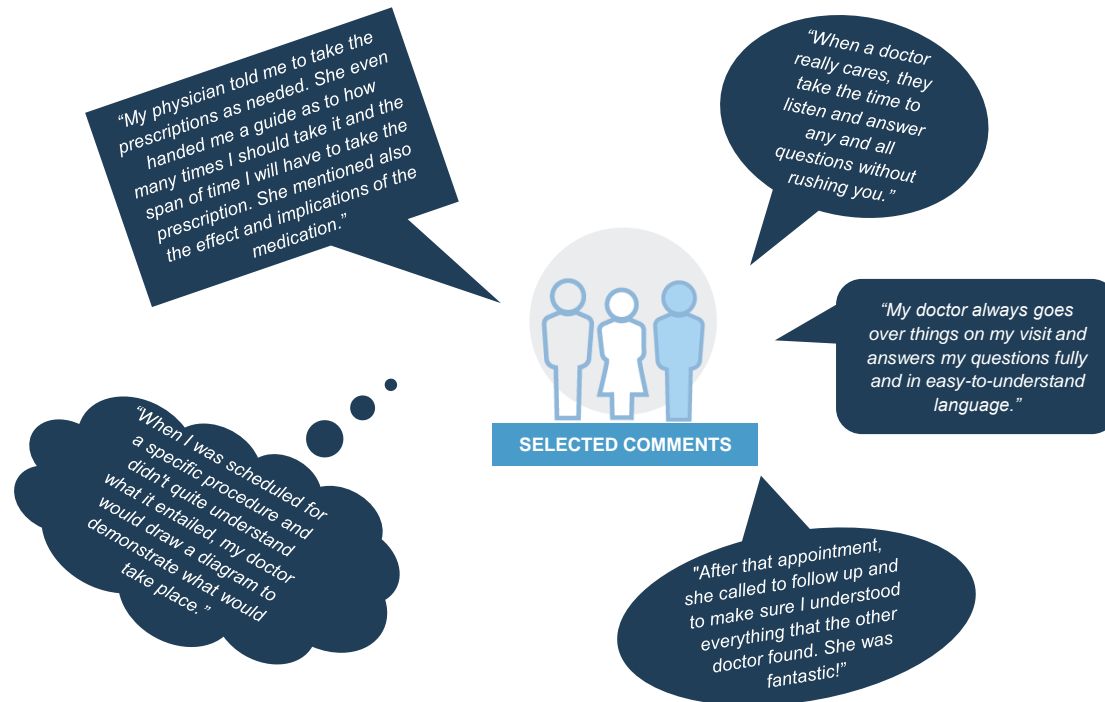 “My physician told me to take the
prescriptions as needed. She even
handed me a guide as to how
many times I should take it and the
span of time I will have to take the
prescription. She mentioned also
the effect and implications of the
medication.”
“When a doctor
really cares, they
take the time to
listen and answer
any and all
questions without
rushing you.”
“My doctor always goes
over things on my visit and
answers my questions fully
and in easy-to-understand
language.”
SELECTED COMMENTS
“When I was scheduled for
a specific procedure and
didn't quite understand
what it entailed, my doctor
would draw a diagram to
demonstrate what would
take place.”
"After that appointment,
she called to follow up and
to make sure I understood
everything that the other
doctor found. She was
fantastic!”